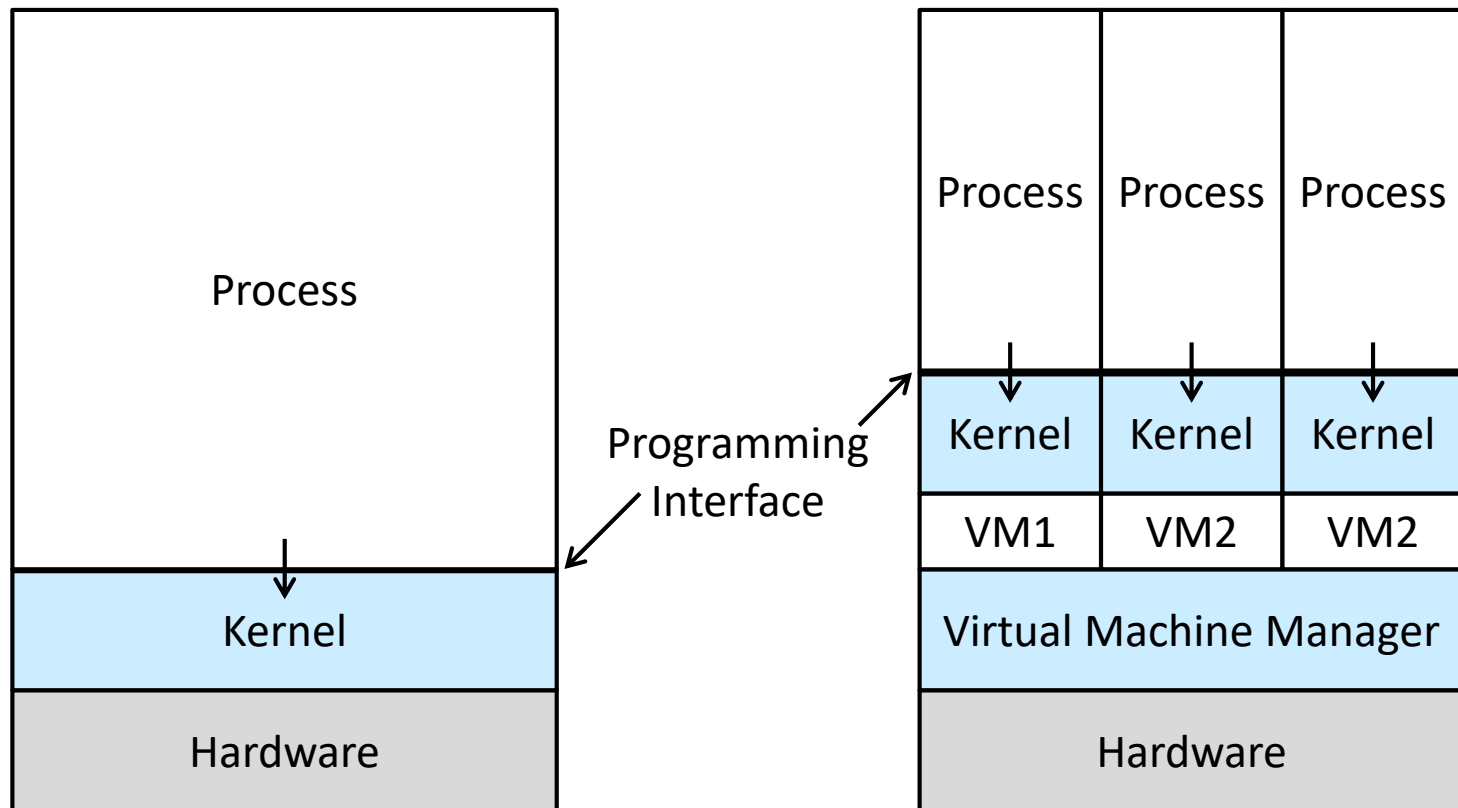 Process
Kernel
Hardware
Programming
Interface
Process Process Process
Kernel Kernel Kernel
VM1 VM2 VM2
Virtual Machine Manager
Hardware